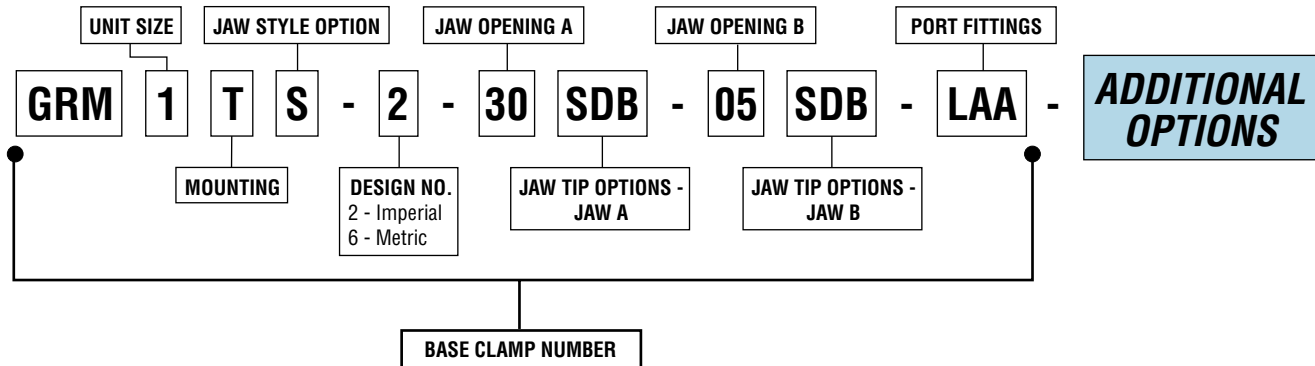 UNIT SIZE
JAW STYLE OPTION
JAW OPENING A
JAW OPENING B
PORT FITTINGS
GRM 1 T S - 2 - 30 SDB - 05 SDB - LAA -
ADDITIONAL
OPTIONS
MOUNTING
DESIGN NO.
2 - Imperial
6 - Metric
JAW TIP OPTIONS -
JAW A
JAW TIP OPTIONS -
JAW B
BASE CLAMP NUMBER